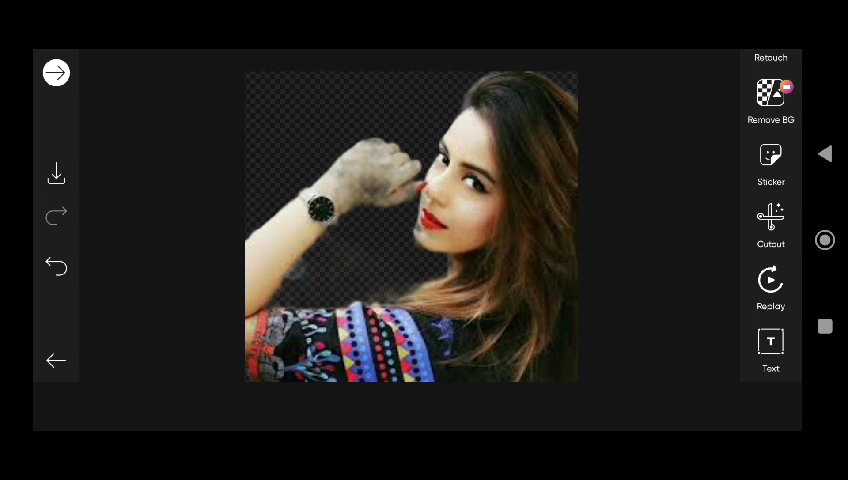 Retouch
Remove BG
Sticker
Cutout
Replay
T
Text